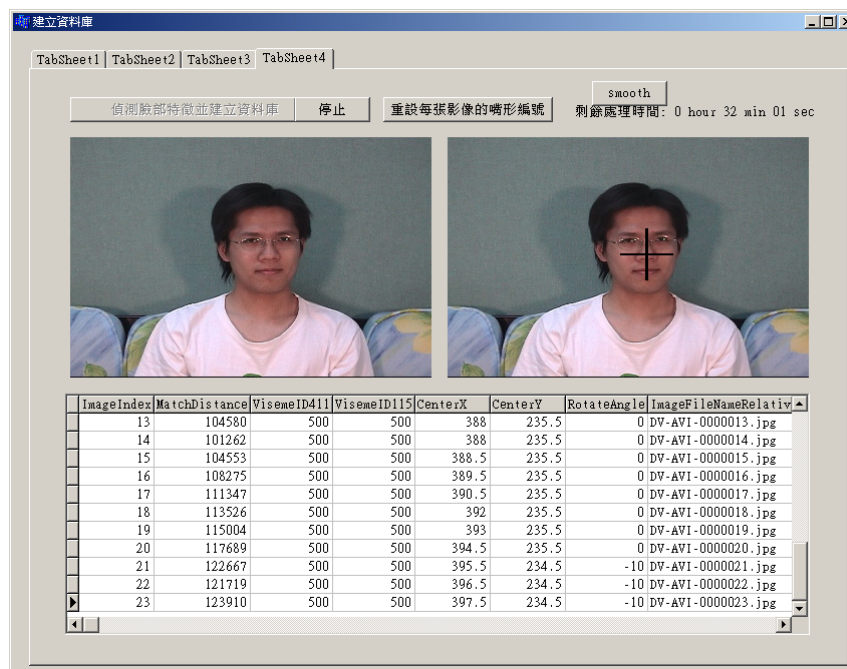 建立資料庫
TabSheet1 TabSheet2 TabSheet3 TabSheet4
smooth
偵測臉部特徵並建立資料庫 停止 重設每張影像的嘴形編號 剩餘處理時間: 0 hour 32 min 01 sec
ImageIndex MatchDistance VisemeID411 VisemeID115 CenterX CenterY RotateAngle ImageFileNameRelativ
13 104580 500 500 388 235.5 0 DV-AVI-0000013.jpg
14 101262 500 500 388 235.5 0 DV-AVI-0000014.jpg
15 104553 500 500 388.5 235.5 0 DV-AVI-0000015.jpg
16 108275 500 500 389.5 235.5 0 DV-AVI-0000016.jpg
17 111347 500 500 390.5 235.5 0 DV-AVI-0000017.jpg
18 113526 500 500 392 235.5 0 DV-AVI-0000018.jpg
19 115004 500 500 393 235.5 0 DV-AVI-0000019.jpg
20 117689 500 500 394.5 235.5 0 DV-AVI-0000020.jpg
21 122667 500 500 395.5 234.5 -10 DV-AVI-0000021.jpg
22 121719 500 500 396.5 234.5 -10 DV-AVI-0000022.jpg
23 123910 500 500 397.5 234.5 -10 DV-AVI-0000023.jpg